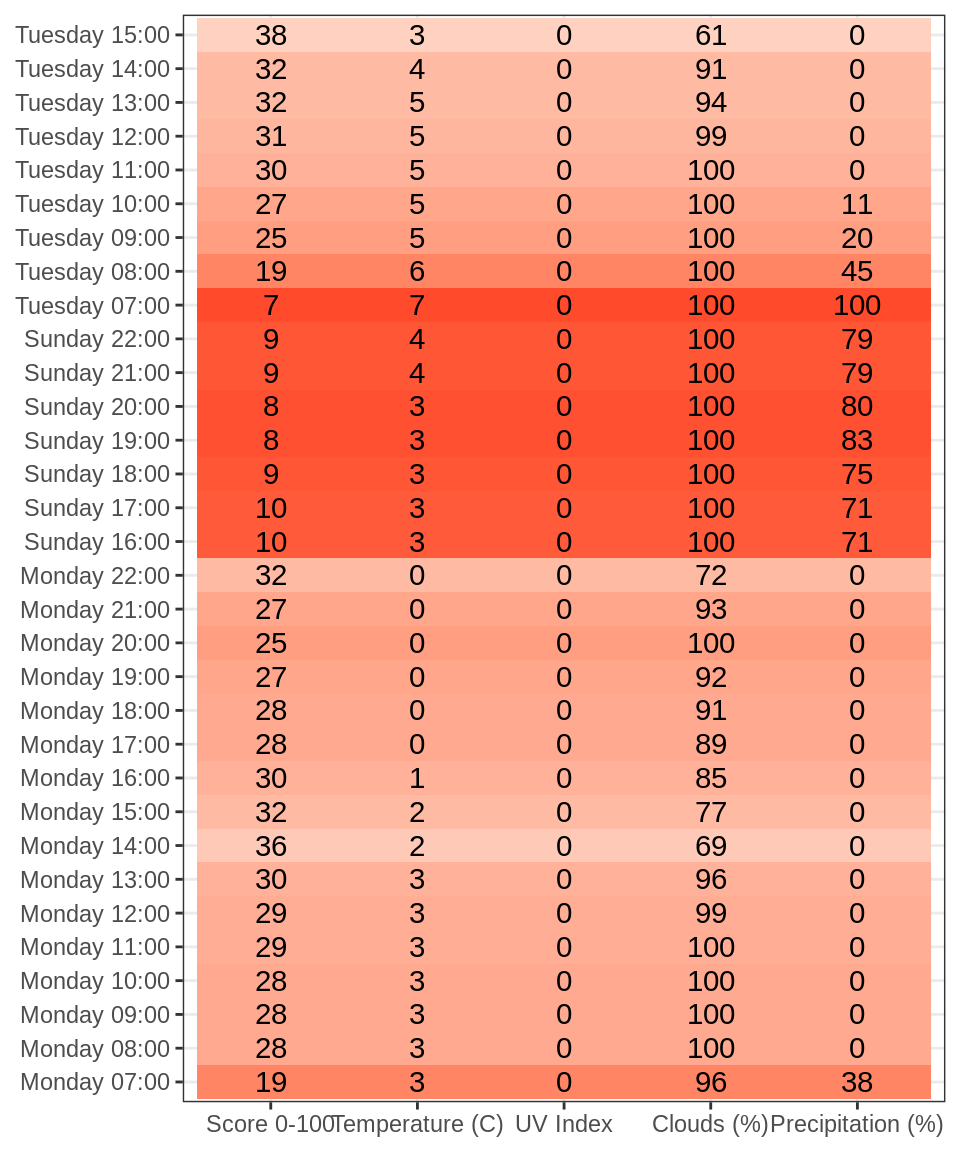 Tuesday 15:00 38 3 0 61 0
Tuesday 14:00 32 4 0 91 0
Tuesday 13:00 32 5 0 94 0
Tuesday 12:00 31 5 0 99 0
Tuesday 11:00 30 5 0 100 0
Tuesday 10:00 27 5 0 100 11
Tuesday 09:00 25 5 0 100 20
Tuesday 08:00 19 6 0 100 45
Tuesday 07:00 7 7 0 100 100
Sunday 22:00 9 4 0 100 79
Sunday 21:00 9 4 0 100 79
Sunday 20:00 8 3 0 100 80
Sunday 19:00 8 3 0 100 83
Sunday 18:00 9 3 0 100 75
Sunday 17:00 10 3 0 100 71
Sunday 16:00 10 3 0 100 71
Monday 22:00 32 0 0 72 0
Monday 21:00 27 0 0 93 0
Monday 20:00 25 0 0 100 0
Monday 19:00 27 0 0 92 0
Monday 18:00 28 0 0 91 0
Monday 17:00 28 0 0 89 0
Monday 16:00 30 1 0 85 0
Monday 15:00 32 2 0 77 0
Monday 14:00 36 2 0 69 0
Monday 13:00 30 3 0 96 0
Monday 12:00 29 3 0 99 0
Monday 11:00 29 3 0 100 0
Monday 10:00 28 3 0 100 0
Monday 09:00 28 3 0 100 0
Monday 08:00 28 3 0 100 0
Monday 07:00 19 3 0 96 38
Score 0-100 Temperature (C) UV Index Clouds (%) Precipitation (%)